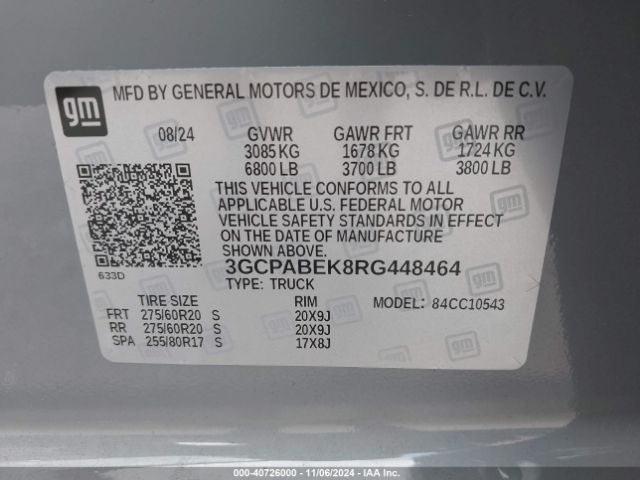 gm
MFD BY GENERAL MOTORS DE MEXICO, S. DE R.L. DE C.V.
08/24 GVWR GAWR FRT GAWR RR
3085 KG 1678 KG 1724 KG
6800 LB 3700 LB 3800 LB
THIS VEHICLE CONFORMS TO ALL
APPLICABLE U.S. FEDERAL MOTOR
VEHICLE SAFETY STANDARDS IN EFFECT
ON THE DATE OF MANUFACTURE
SHOWN ABOVE.
633D
3GCPABEK8RG448464
TYPE: TRUCK
TIRE SIZE RIM MODEL: 84CC10543
FRT 275/60R20 S 20X9J
RR 275/60R20 S 20X9J
SPA 255/80R17 S 17X8J
000-40726000 - 11/06/2024 - IAA Inc.